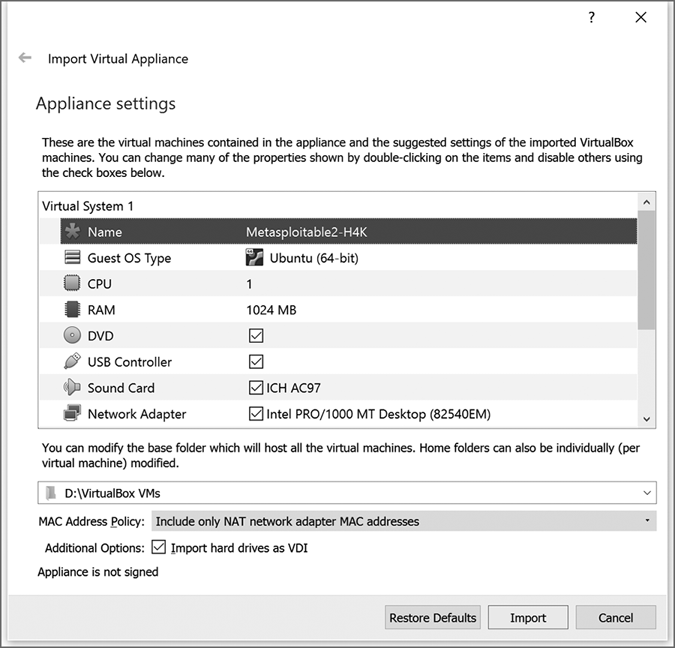 ?
Import Virtual Appliance
Appliance settings
These are the virtual machines contained in the appliance and the suggested settings of the imported VirtualBox
machines. You can change many of the properties shown by double-clicking on the items and disable others using
the check boxes below.
Virtual System 1
Name Metasploitable2-H4K
Guest OS Type Ubuntu (64-bit)
CPU 1
RAM 1024 MB
DVD
USB Controller
Sound Card ICH AC97
Network Adapter Intel PRO/1000 MT Desktop (82540EM)
You can modify the base folder which will host all the virtual machines. Home folders can also be individually (per
virtual machine) modified.
D:\VirtualBox VMs
MAC Address Policy: Include only NAT network adapter MAC addresses
Additional Options: Import hard drives as VDI
Appliance is not signed
Restore Defaults Import Cancel